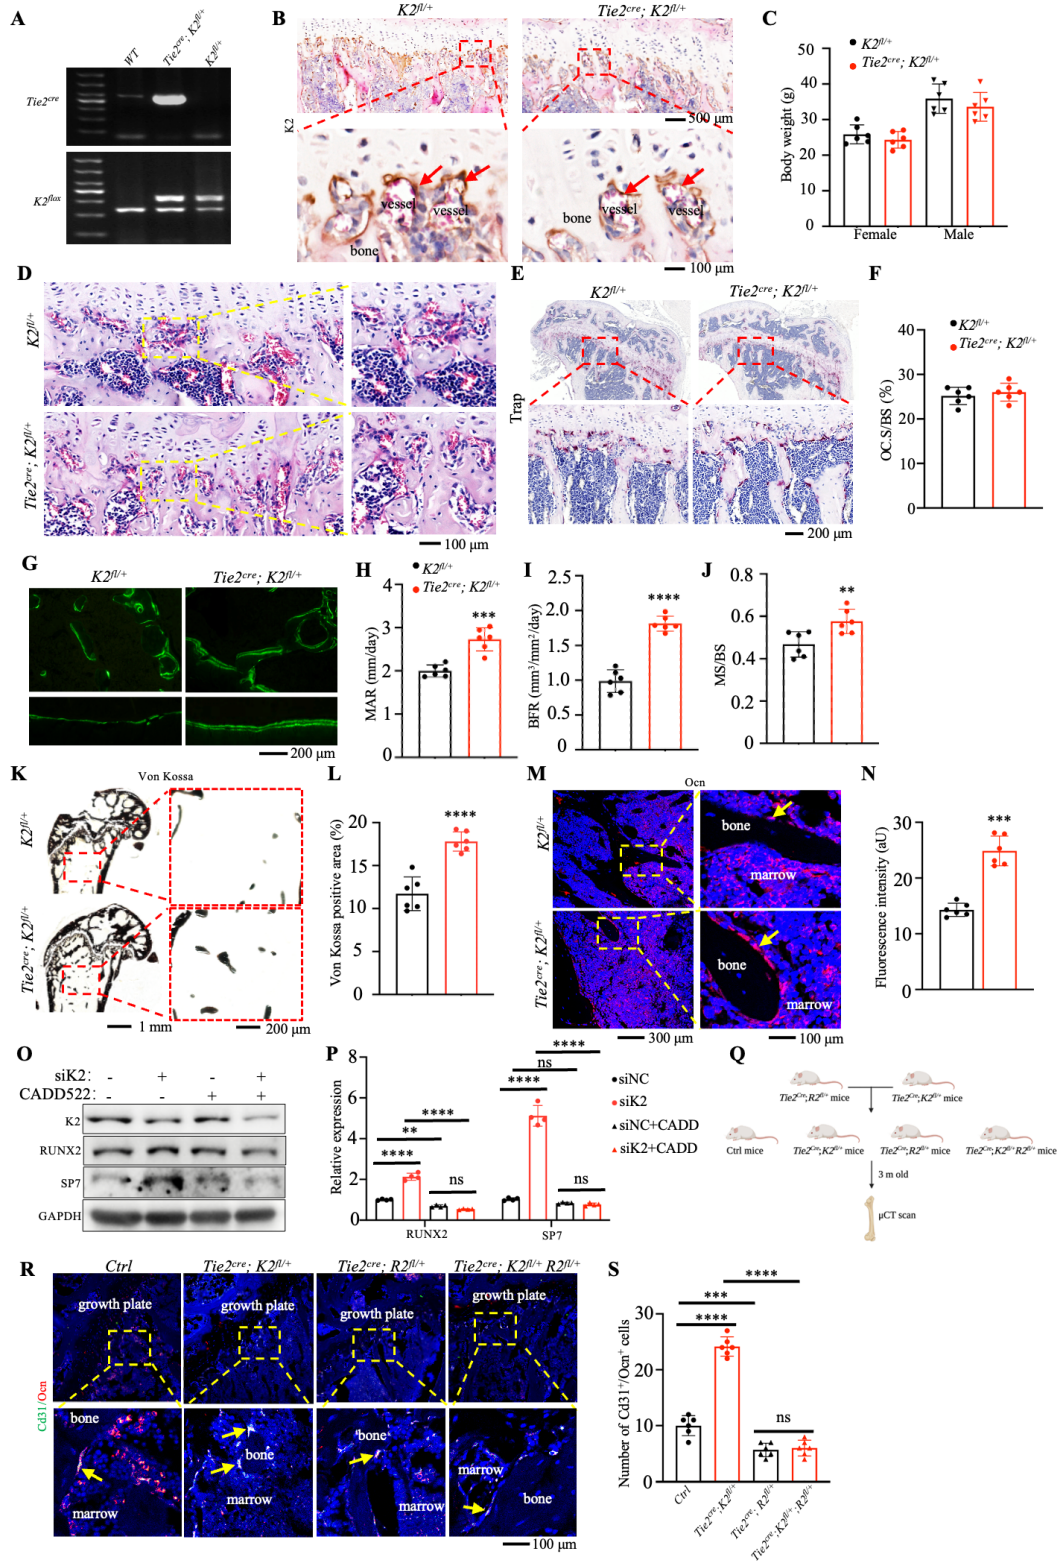 A
WT
Tie2cre; K2fl/+
K2fl/+
Tie2cre
K2flox
B
K2fl/+
Tie2cre; K2fl/+
K2
500 μm
vessel
vessel
bone
bone
vessel
vessel
100 μm
C
K2fl/+
Tie2cre; K2fl/+
Body weight (g)
50
40
30
20
10
0
Female
Male
D
K2fl/+
Tie2cre; K2fl/+
100 μm
E
K2fl/+
Tie2cre; K2fl/+
Trap
200 μm
F
K2fl/+
Tie2cre; K2fl/+
OC.S/BS (%)
40
30
20
10
0
G
K2fl/+
Tie2cre; K2fl/+
200 μm
H
K2fl/+
Tie2cre; K2fl/+
MAR (mm/day)
4
3
2
1
0
***
I
BFR (mm3/mm2/day)
2.5
2.0
1.5
1.0
0.5
0
****
J
MS/BS
0.8
0.6
0.4
0.2
0
**
K
Von Kossa
K2fl/+
Tie2cre; K2fl/+
1 mm
200 μm
L
Von Kossa positive area (%)
20
15
10
5
0
****
M
Ocn
K2fl/+
Tie2cre; K2fl/+
bone
marrow
bone
marrow
300 μm
100 μm
N
Fluorescence intensity (aU)
30
20
10
0
***
O
siK2: - + - +
CADD522: - - + +
K2
RUNX2
SP7
GAPDH
P
Relative expression
8
6
4
2
0
****
**
****
ns
****
ns
****
ns
RUNX2
SP7
siNC
siK2
siNC+CADD
siK2+CADD
Q
Tie2Cre;R2fl/+ mice
Tie2Cre;K2fl/+ mice
Ctrl mice
Tie2Cre;K2fl/+ mice
Tie2Cre;R2fl/+ mice
Tie2Cre;K2fl/+R2fl/+ mice
3 m old
μCT scan
R
Ctrl
Tie2cre; K2fl/+
Tie2cre; R2fl/+
Tie2cre; K2fl/+ R2fl/+
Cd31/Ocn
growth plate
growth plate
growth plate
growth plate
bone
marrow
bone
marrow
bone
marrow
marrow
bone
100 μm
S
Number of Cd31+/Ocn+ cells
30
20
10
0
****
***
****
ns
Ctrl
Tie2cre;K2fl/+
Tie2cre; R2fl/+
Tie2cre;K2fl/+;R2fl/+